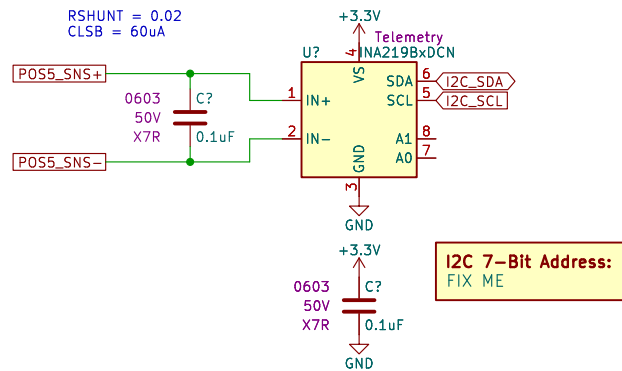 RSHUNT = 0.02
CLSB = 60uA
+3.3V
Telemetry
U?
INA219BxDCN
4
VS
POS5_SNS+
1
IN+
SDA
6
I2C_SDA
SCL
5
I2C_SCL
0603
C?
50V
X7R
0.1uF
2
IN-
A1
8
A0
7
POS5_SNS-
GND
3
GND
+3.3V
0603
C?
50V
X7R
0.1uF
GND
I2C 7-Bit Address:
FIX ME